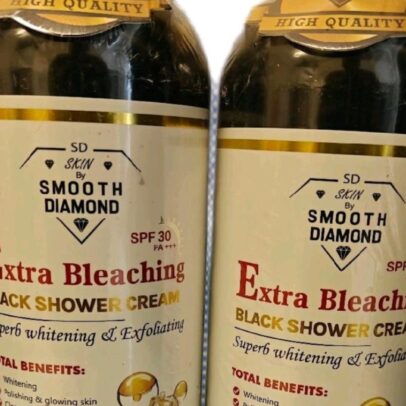 HIGH QUALITY
SD
SKIN
By
SMOOTH
DIAMOND
SPF 30
PA +++
Extra Bleaching
BLACK SHOWER CREAM
Superb whitening & Exfoliating
TOTAL BENEFITS:
Whitening
Polishing & glowing skin
HIGH QUALITY
SD
SKIN
By
SMOOTH
DIAMOND
SPF
Extra Bleachi
BLACK SHOWER CREA
Superb whitening & Exfolia
TOTAL BENEFITS:
Whitening